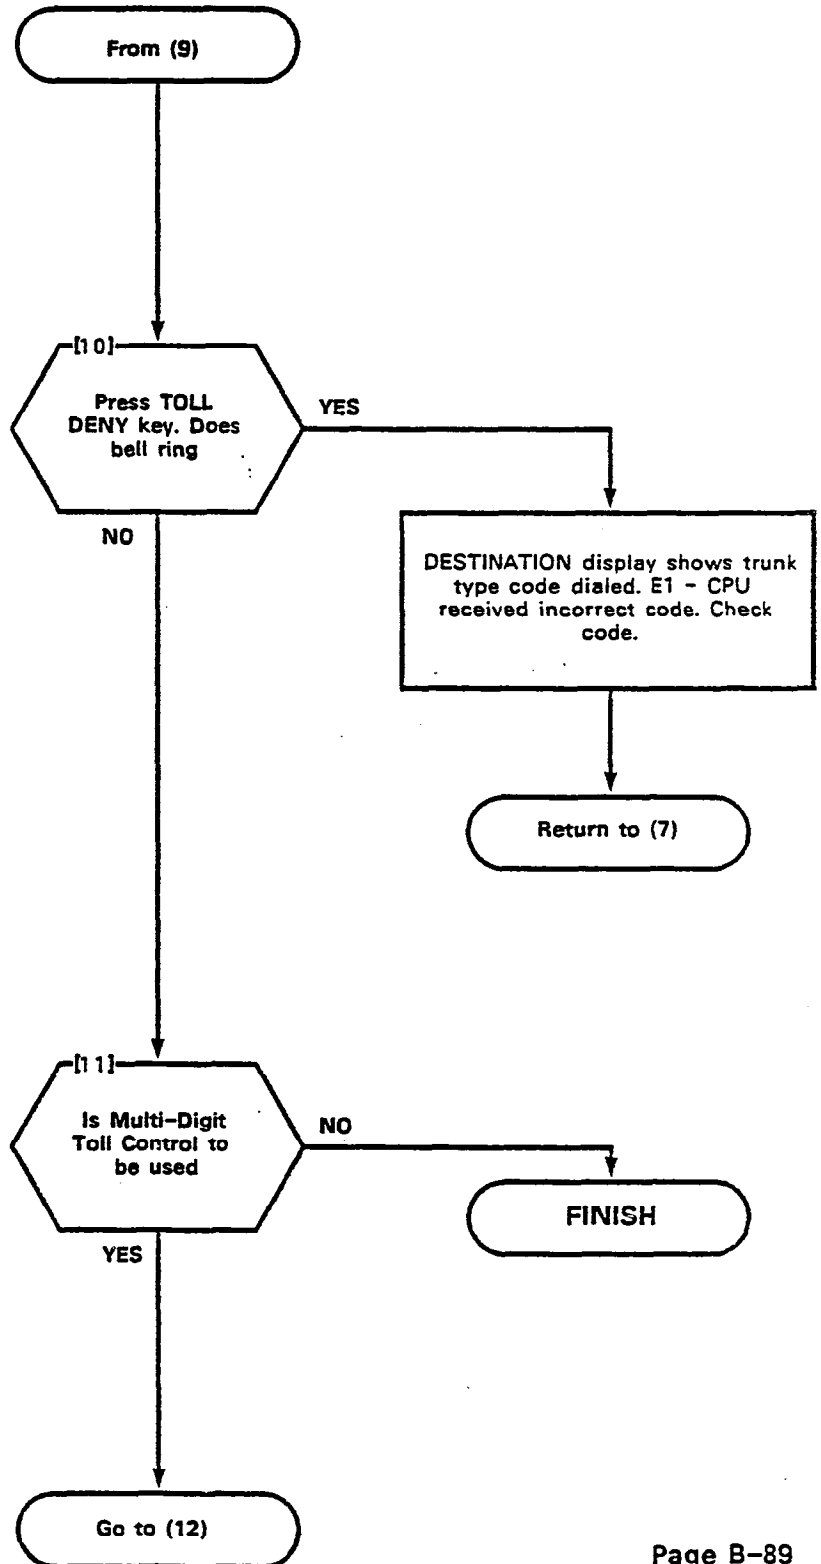 From (9)
[10]
Press TOLL
DENY key. Does
bell ring
YES
NO
DESTINATION display shows trunk
type code dialed. E1 - CPU
received incorrect code. Check
code.
Return to (7)
[11]
Is Multi-Digit
Toll Control to
be used
NO
FINISH
YES
Go to (12)
Page B-89